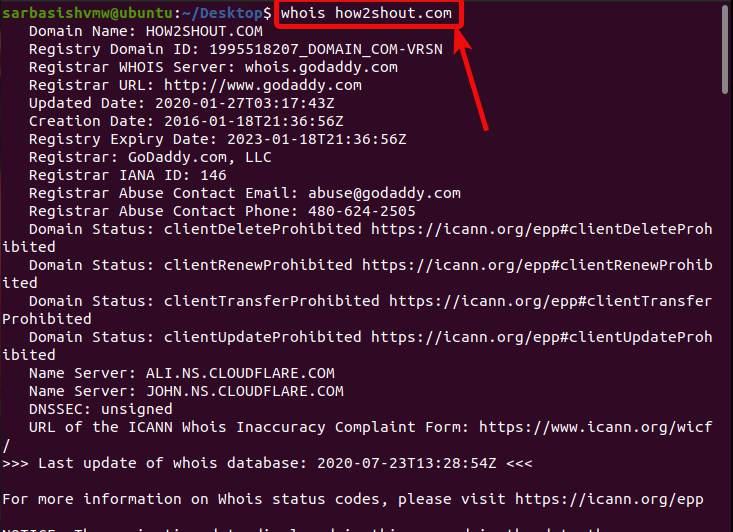 sarbasishvmw@ubuntu:~/Desktop$ whois how2shout.com
Domain Name: HOW2SHOUT.COM
Registry Domain ID: 1995518207_DOMAIN_COM-VRSN
Registrar WHOIS Server: whois.godaddy.com
Registrar URL: http://www.godaddy.com
Updated Date: 2020-01-27T03:17:43Z
Creation Date: 2016-01-18T21:36:56Z
Registry Expiry Date: 2023-01-18T21:36:56Z
Registrar: GoDaddy.com, LLC
Registrar IANA ID: 146
Registrar Abuse Contact Email: abuse@godaddy.com
Registrar Abuse Contact Phone: 480-624-2505
Domain Status: clientDeleteProhibited https://icann.org/epp#clientDeleteProh
ibited
Domain Status: clientRenewProhibited https://icann.org/epp#clientRenewProhib
ited
Domain Status: clientTransferProhibited https://icann.org/epp#clientTransfer
Prohibited
Domain Status: clientUpdateProhibited https://icann.org/epp#clientUpdateProh
ibited
Name Server: ALI.NS.CLOUDFLARE.COM
Name Server: JOHN.NS.CLOUDFLARE.COM
DNSSEC: unsigned
URL of the ICANN Whois Inaccuracy Complaint Form: https://www.icann.org/wicf
/
>>> Last update of whois database: 2020-07-23T13:28:54Z <<<
For more information on Whois status codes, please visit https://icann.org/epp